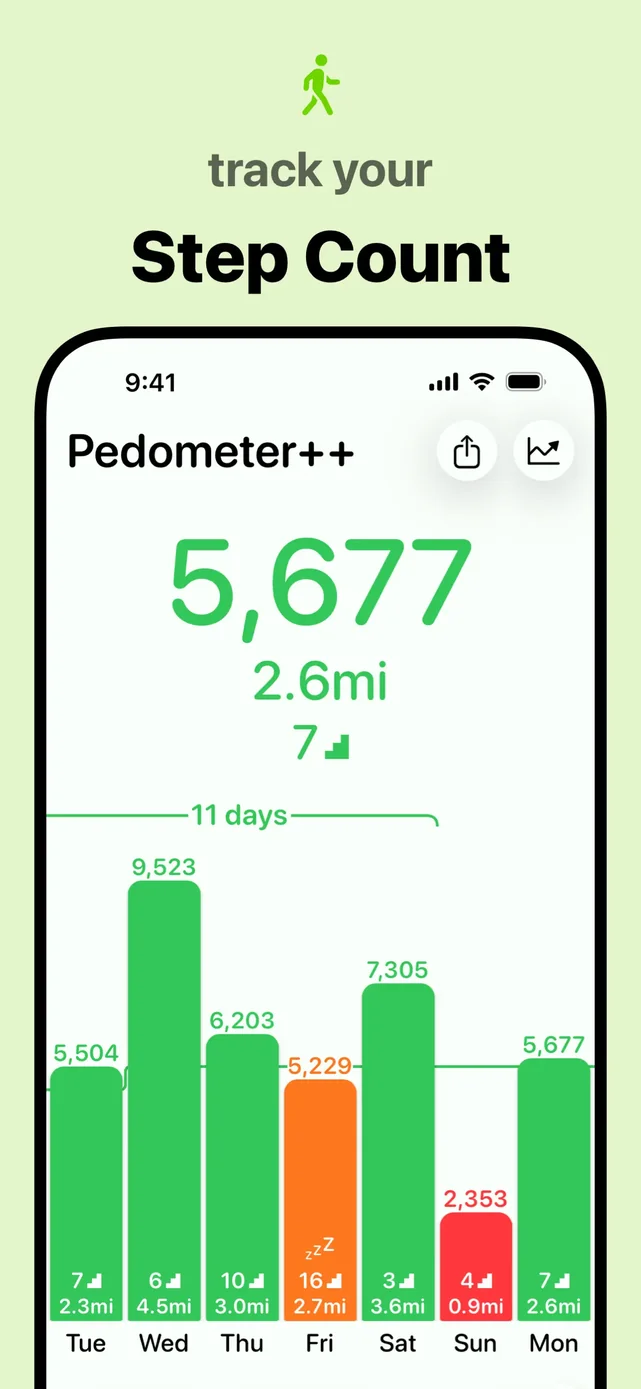 track your
Step Count
9:41
Pedometer++
5,677
2.6mi
7
11 days
9,523
7,305
6,203
5,504
5,229
5,677
2,353
zzZ
7 6 10 16 3 4 7
2.3mi 4.5mi 3.0mi 2.7mi 3.6mi 0.9mi 2.6mi
Tue Wed Thu Fri Sat Sun Mon